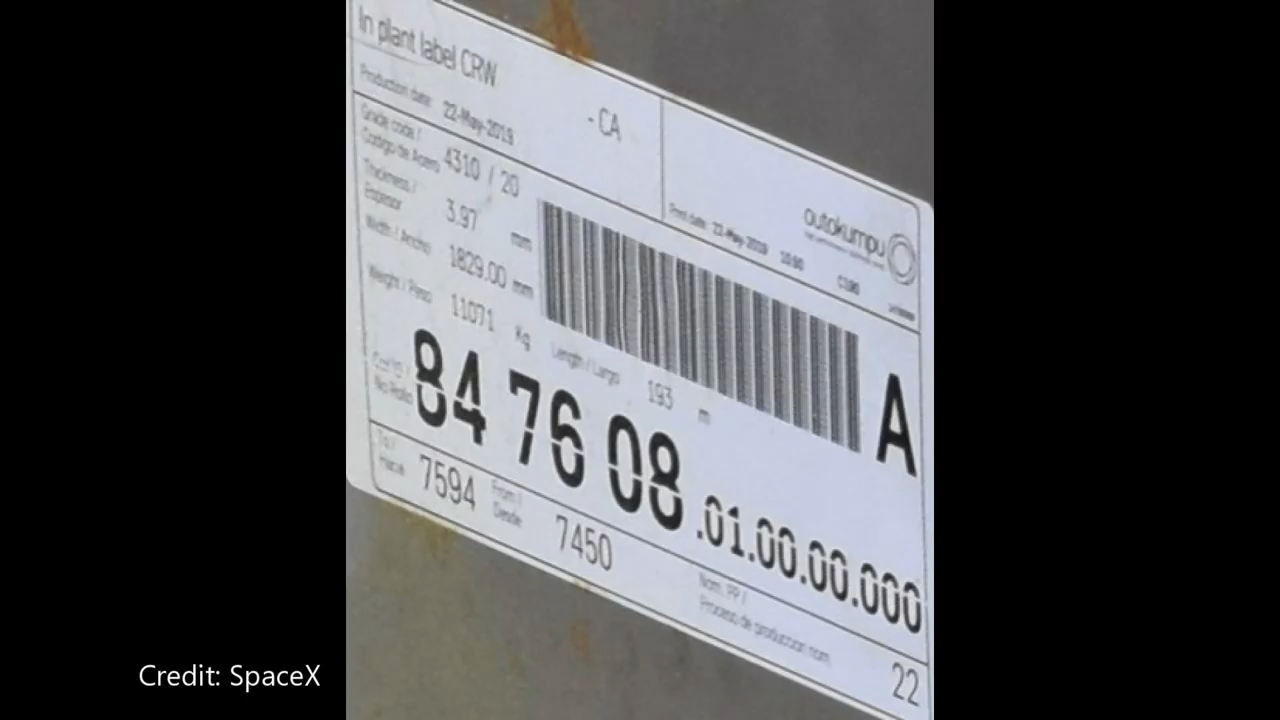 In plant label CRW
- CA
Production date: 22-May-2019
outokumpu
Print date: 22-May-2019
Grade code /
Codigo de Acero 4310 / 20
Thickness /
Espesor 3.97 mm
Width / Ancho 1829.00 mm
Weight / Peso 11071 Kg
Length / Largo 193 m
A
No Rollo
84 76 08 .01.00.00.000
To /
Hacia 7594
From /
Desde 7450
Nom. PP /
Proceso de produccion nom
22
Credit: SpaceX